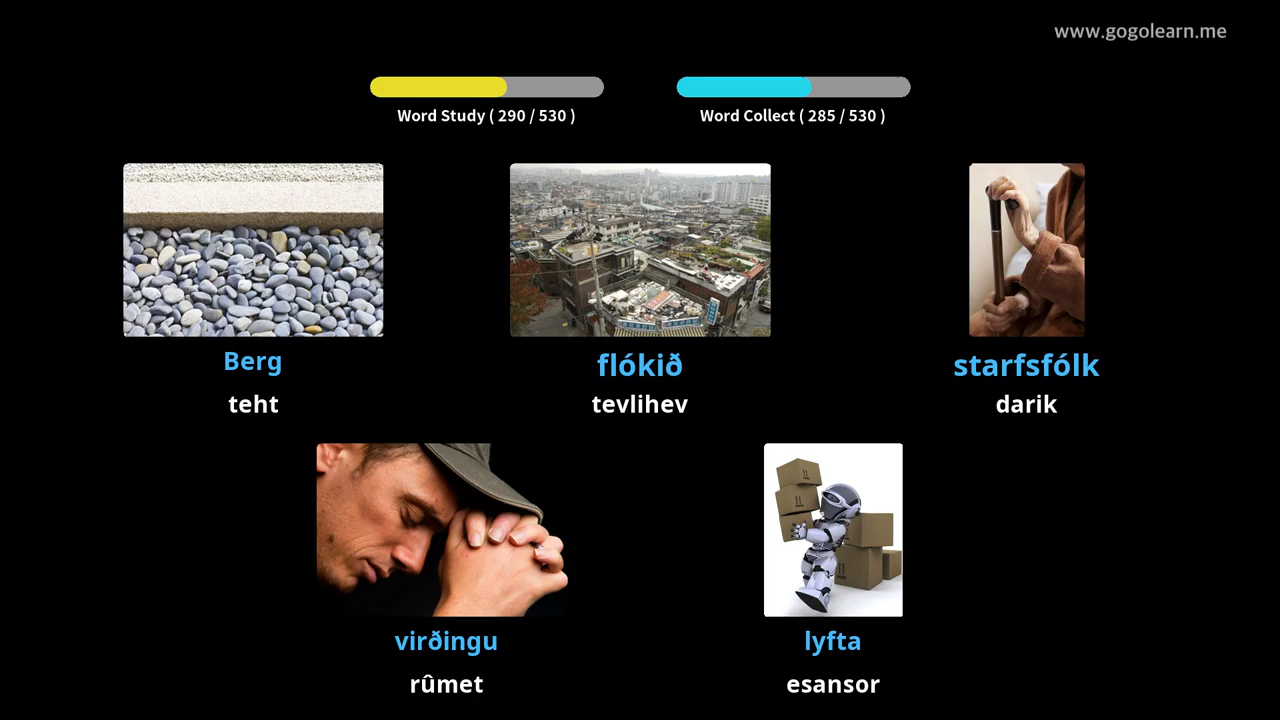 www.gogolearn.me
Word Study ( 290 / 530 )
Word Collect ( 285 / 530 )
Berg
flókið
starfsfólk
teht
tevlihev
darik
virðingu
lyfta
rûmet
esansor